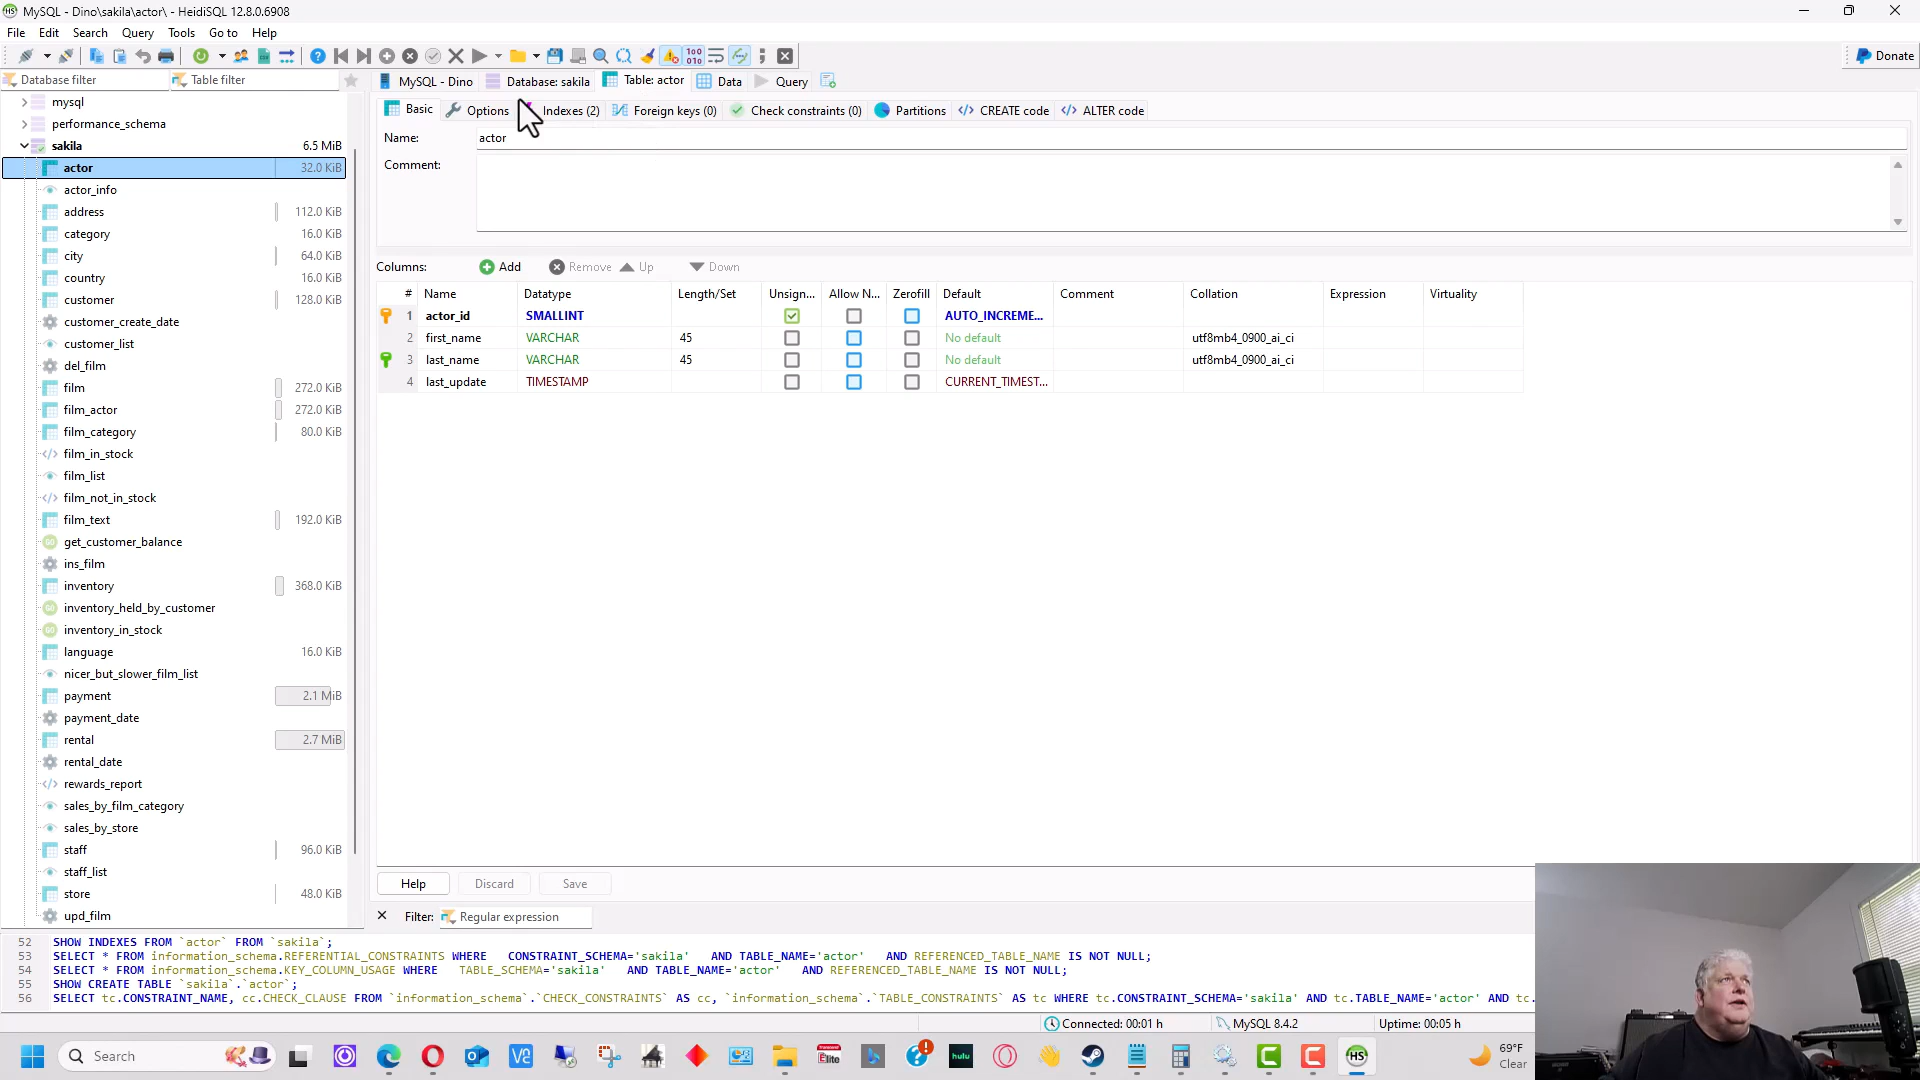 MySQL - Dino\sakila\actor\ - HeidiSQL 12.8.0.6908
File Edit Search Query Tools Go to Help
Donate
Database filter Table filter
MySQL - Dino Database: sakila Table: actor Data Query
Basic Options Indexes (2) Foreign keys (0) Check constraints (0) Partitions CREATE code ALTER code
mysql
performance_schema
sakila 6.5 MiB
actor 32.0 KiB
actor_info
address 112.0 KiB
category 16.0 KiB
city 64.0 KiB
country 16.0 KiB
customer 128.0 KiB
customer_create_date
customer_list
del_film
film 272.0 KiB
film_actor 272.0 KiB
film_category 80.0 KiB
film_in_stock
film_list
film_not_in_stock
film_text 192.0 KiB
get_customer_balance
ins_film
inventory 368.0 KiB
inventory_held_by_customer
inventory_in_stock
language 16.0 KiB
nicer_but_slower_film_list
payment 2.1 MiB
payment_date
rental 2.7 MiB
rental_date
rewards_report
sales_by_film_category
sales_by_store
staff 96.0 KiB
staff_list
store 48.0 KiB
upd_film
Name: actor
Comment:
Columns: Add Remove Up Down
# Name Datatype Length/Set Unsign... Allow N... Zerofill Default Comment Collation Expression Virtuality
1 actor_id SMALLINT AUTO_INCREME...
2 first_name VARCHAR 45 No default utf8mb4_0900_ai_ci
3 last_name VARCHAR 45 No default utf8mb4_0900_ai_ci
4 last_update TIMESTAMP CURRENT_TIMEST...
Help Discard Save
Filter: Regular expression
52 SHOW INDEXES FROM `actor` FROM `sakila`;
53 SELECT * FROM information_schema.REFERENTIAL_CONSTRAINTS WHERE CONSTRAINT_SCHEMA='sakila' AND TABLE_NAME='actor' AND REFERENCED_TABLE_NAME IS NOT NULL;
54 SELECT * FROM information_schema.KEY_COLUMN_USAGE WHERE TABLE_SCHEMA='sakila' AND TABLE_NAME='actor' AND REFERENCED_TABLE_NAME IS NOT NULL;
55 SHOW CREATE TABLE `sakila`.`actor`;
56 SELECT tc.CONSTRAINT_NAME, cc.CHECK_CLAUSE FROM `information_schema`.`CHECK_CONSTRAINTS` AS cc, `information_schema`.`TABLE_CONSTRAINTS` AS tc WHERE tc.CONSTRAINT_SCHEMA='sakila' AND tc.TABLE_NAME='actor' AND tc.
Connected: 00:01 h MySQL 8.4.2 Uptime: 00:05 h
Search
hulu
HS
69°F
Clear